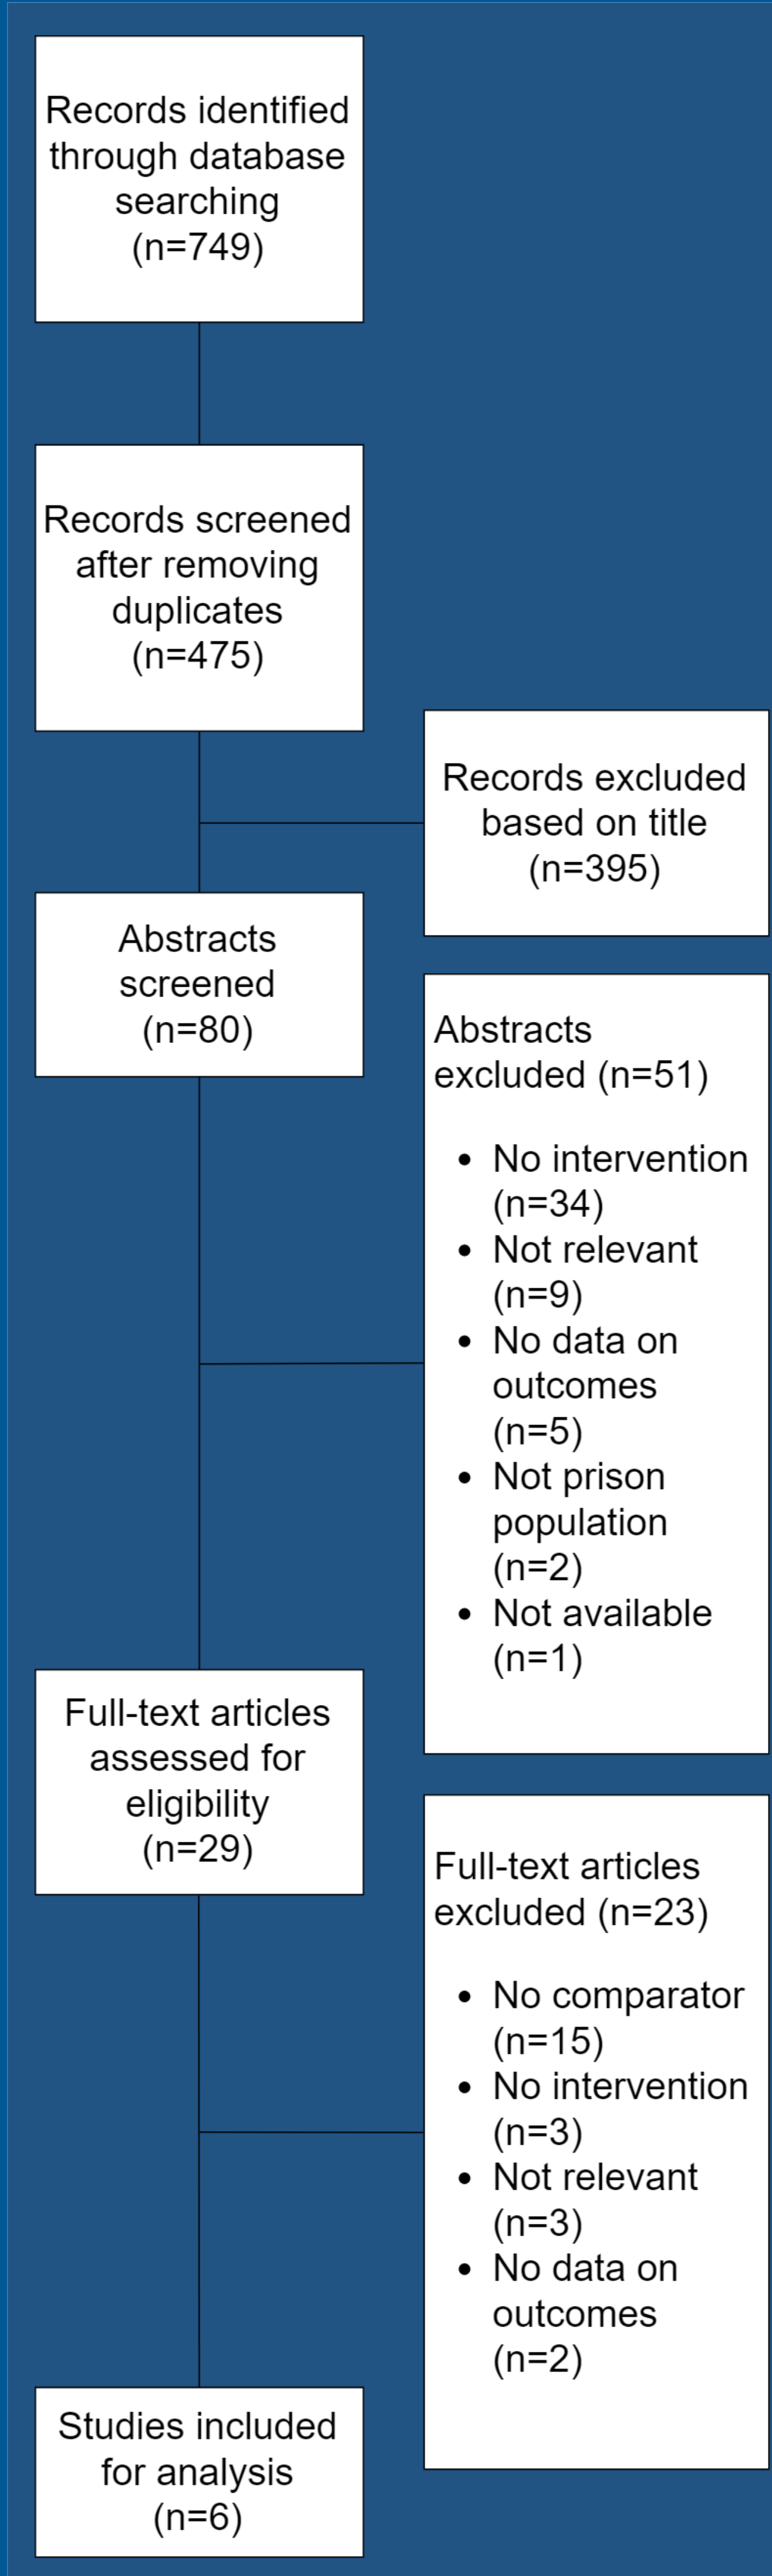 Records identified
through database
searching
(n=749)
Records screened
after removing
duplicates
(n=475)
Records excluded
based on title
(n=395)
Abstracts
screened
(n=80)
Abstracts
excluded (n=51)
• No intervention
(n=34)
• Not relevant
(n=9)
• No data on
outcomes
(n=5)
• Not prison
population
(n=2)
• Not available
(n=1)
Full-text articles
assessed for
eligibility
(n=29)
Full-text articles
excluded (n=23)
• No comparator
(n=15)
• No intervention
(n=3)
• Not relevant
(n=3)
• No data on
outcomes
(n=2)
Studies included
for analysis
(n=6)